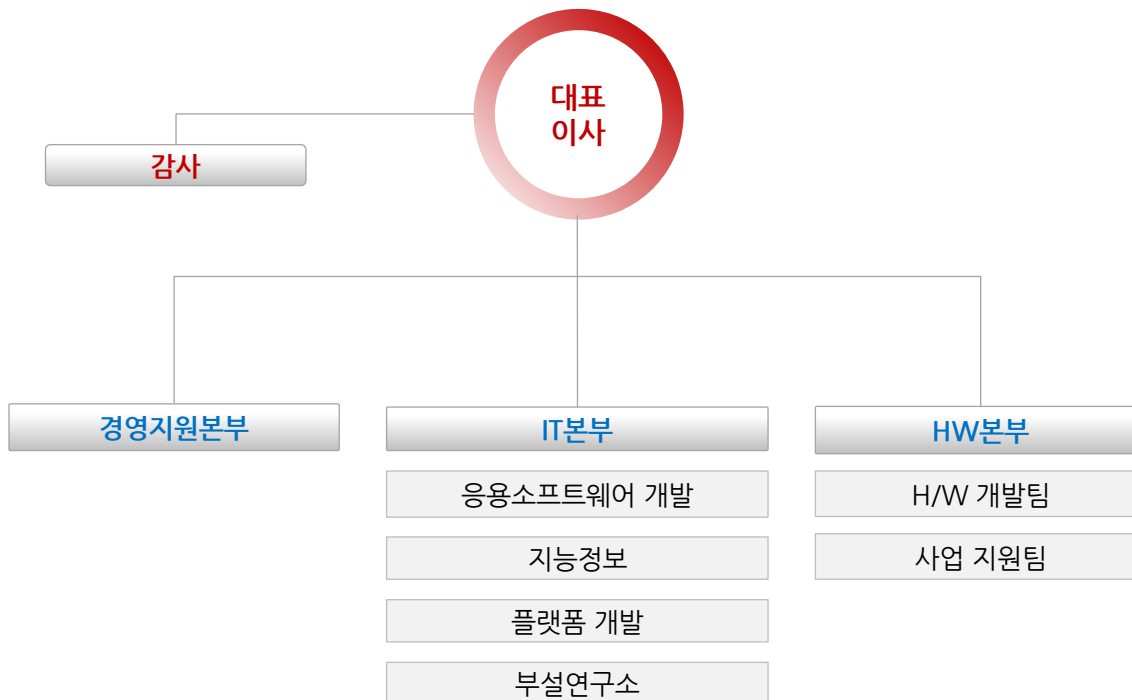 대표
이사
감사
경영지원본부
IT본부
응용소프트웨어 개발
지능정보
플랫폼 개발
부설연구소
HW본부
H/W 개발팀
사업 지원팀